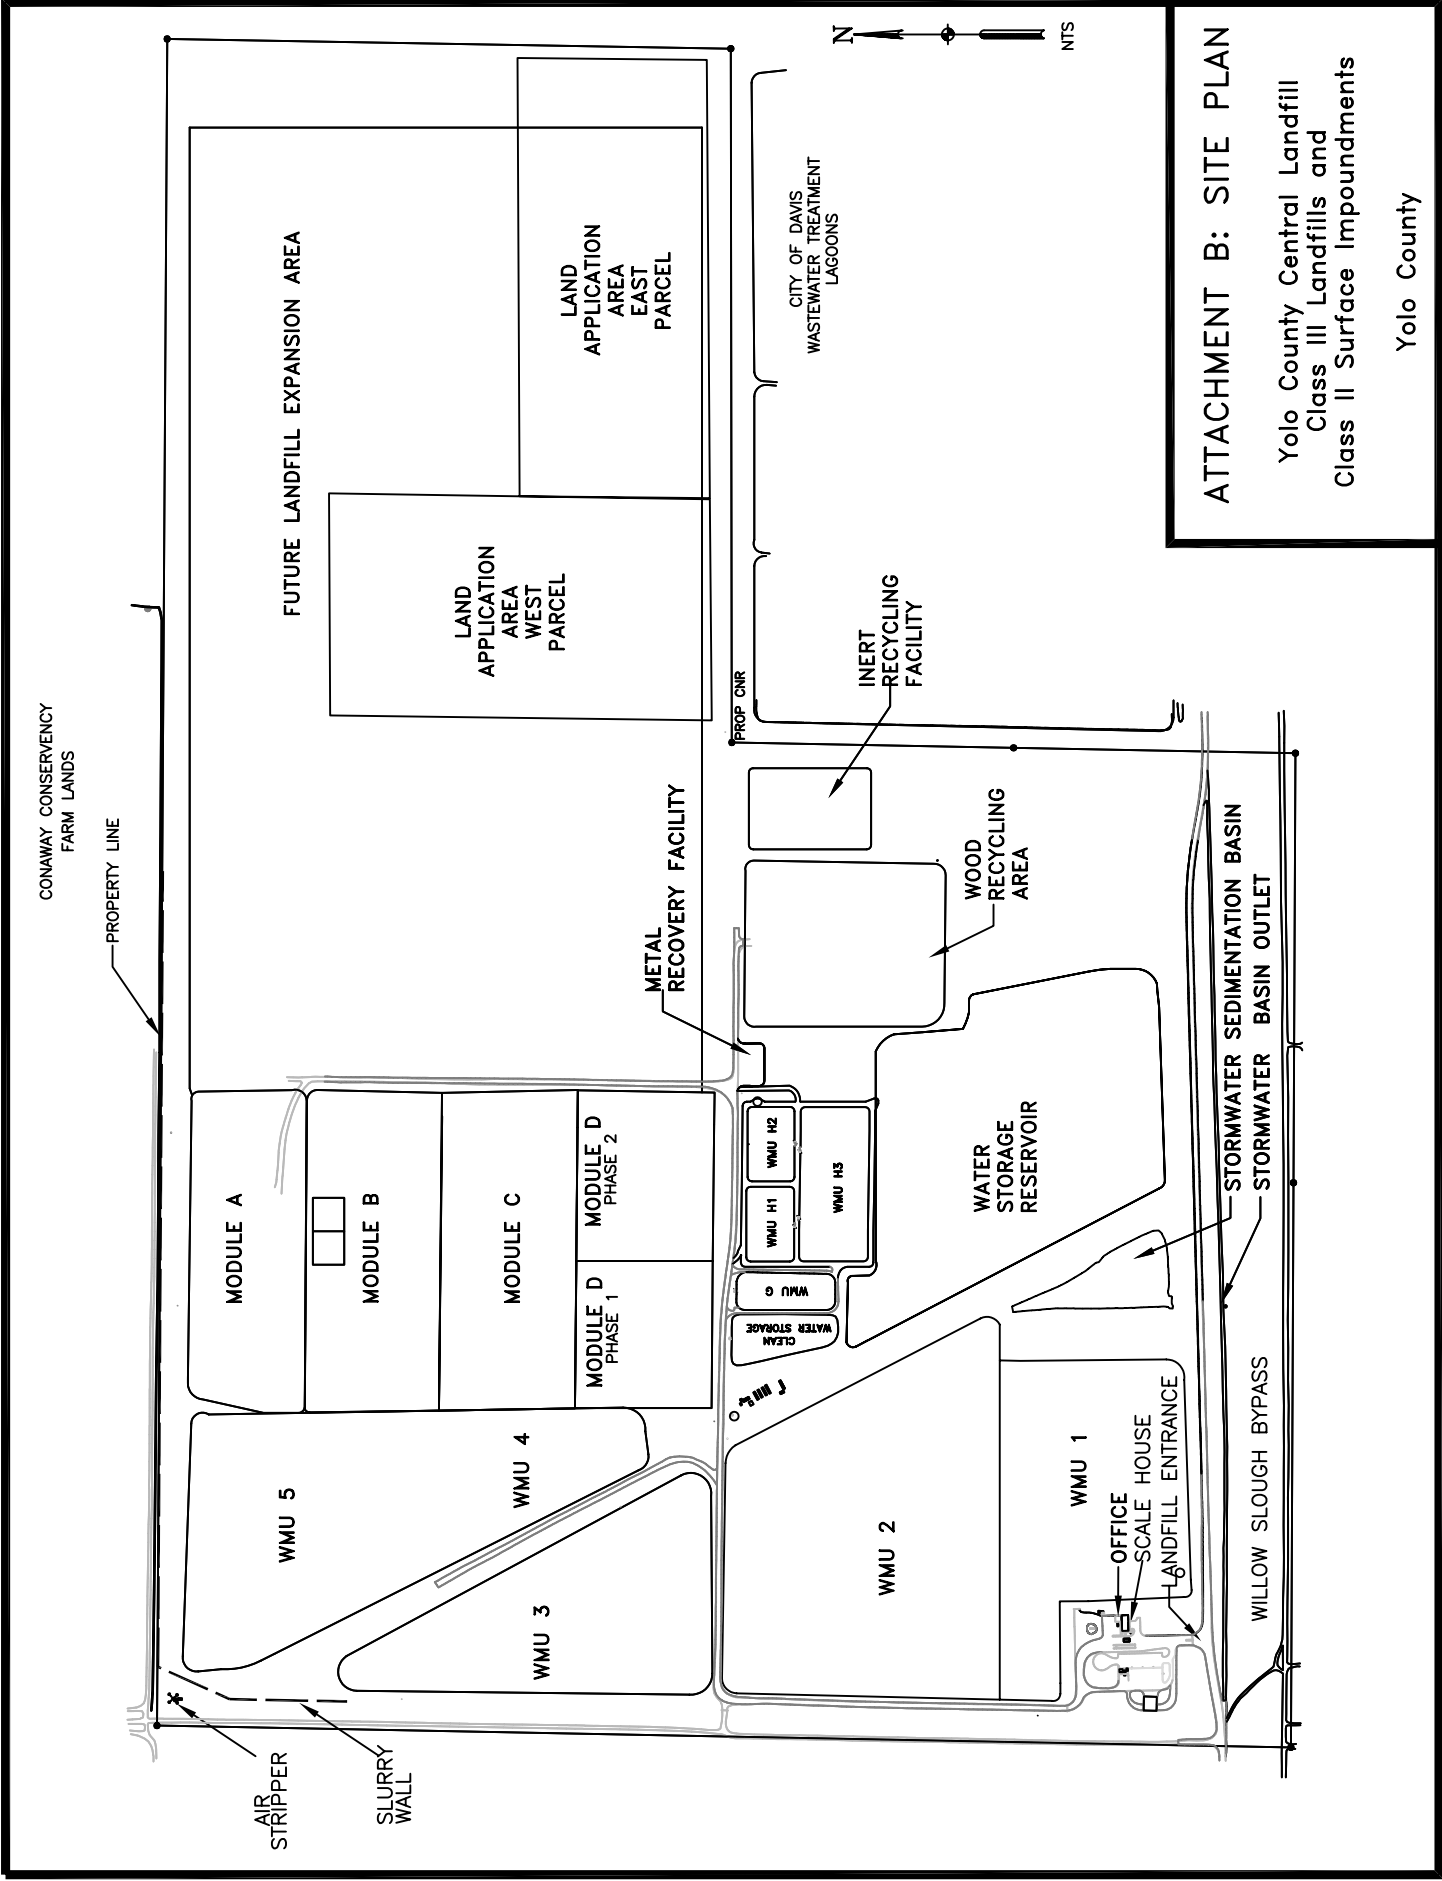 CONAWAY CONSERVENCY
FARM LANDS
PROPERTY LINE
AIR
STRIPPER
SLURRY
WALL
WMU 5
WMU 4
WMU 3
MODULE A
MODULE B
MODULE C
MODULE D
PHASE 1
MODULE D
PHASE 2
FUTURE LANDFILL EXPANSION AREA
LAND
APPLICATION
AREA
WEST
PARCEL
LAND
APPLICATION
AREA
EAST
PARCEL
METAL
RECOVERY FACILITY
PROP CNR
CITY OF DAVIS
WASTEWATER TREATMENT
LAGOONS
N
NTS
INERT
RECYCLING
FACILITY
WOOD
RECYCLING
AREA
WMU H1
WMU H2
WMU H3
WMU G
CLEAN
WATER STORAGE
WATER
STORAGE
RESERVOIR
WMU 2
WMU 1
OFFICE
SCALE HOUSE
LANDFILL ENTRANCE
STORMWATER SEDIMENTATION BASIN
STORMWATER BASIN OUTLET
WILLOW SLOUGH BYPASS
ATTACHMENT B: SITE PLAN
Yolo County Central Landfill
Class III Landfills and
Class II Surface Impoundments
Yolo County